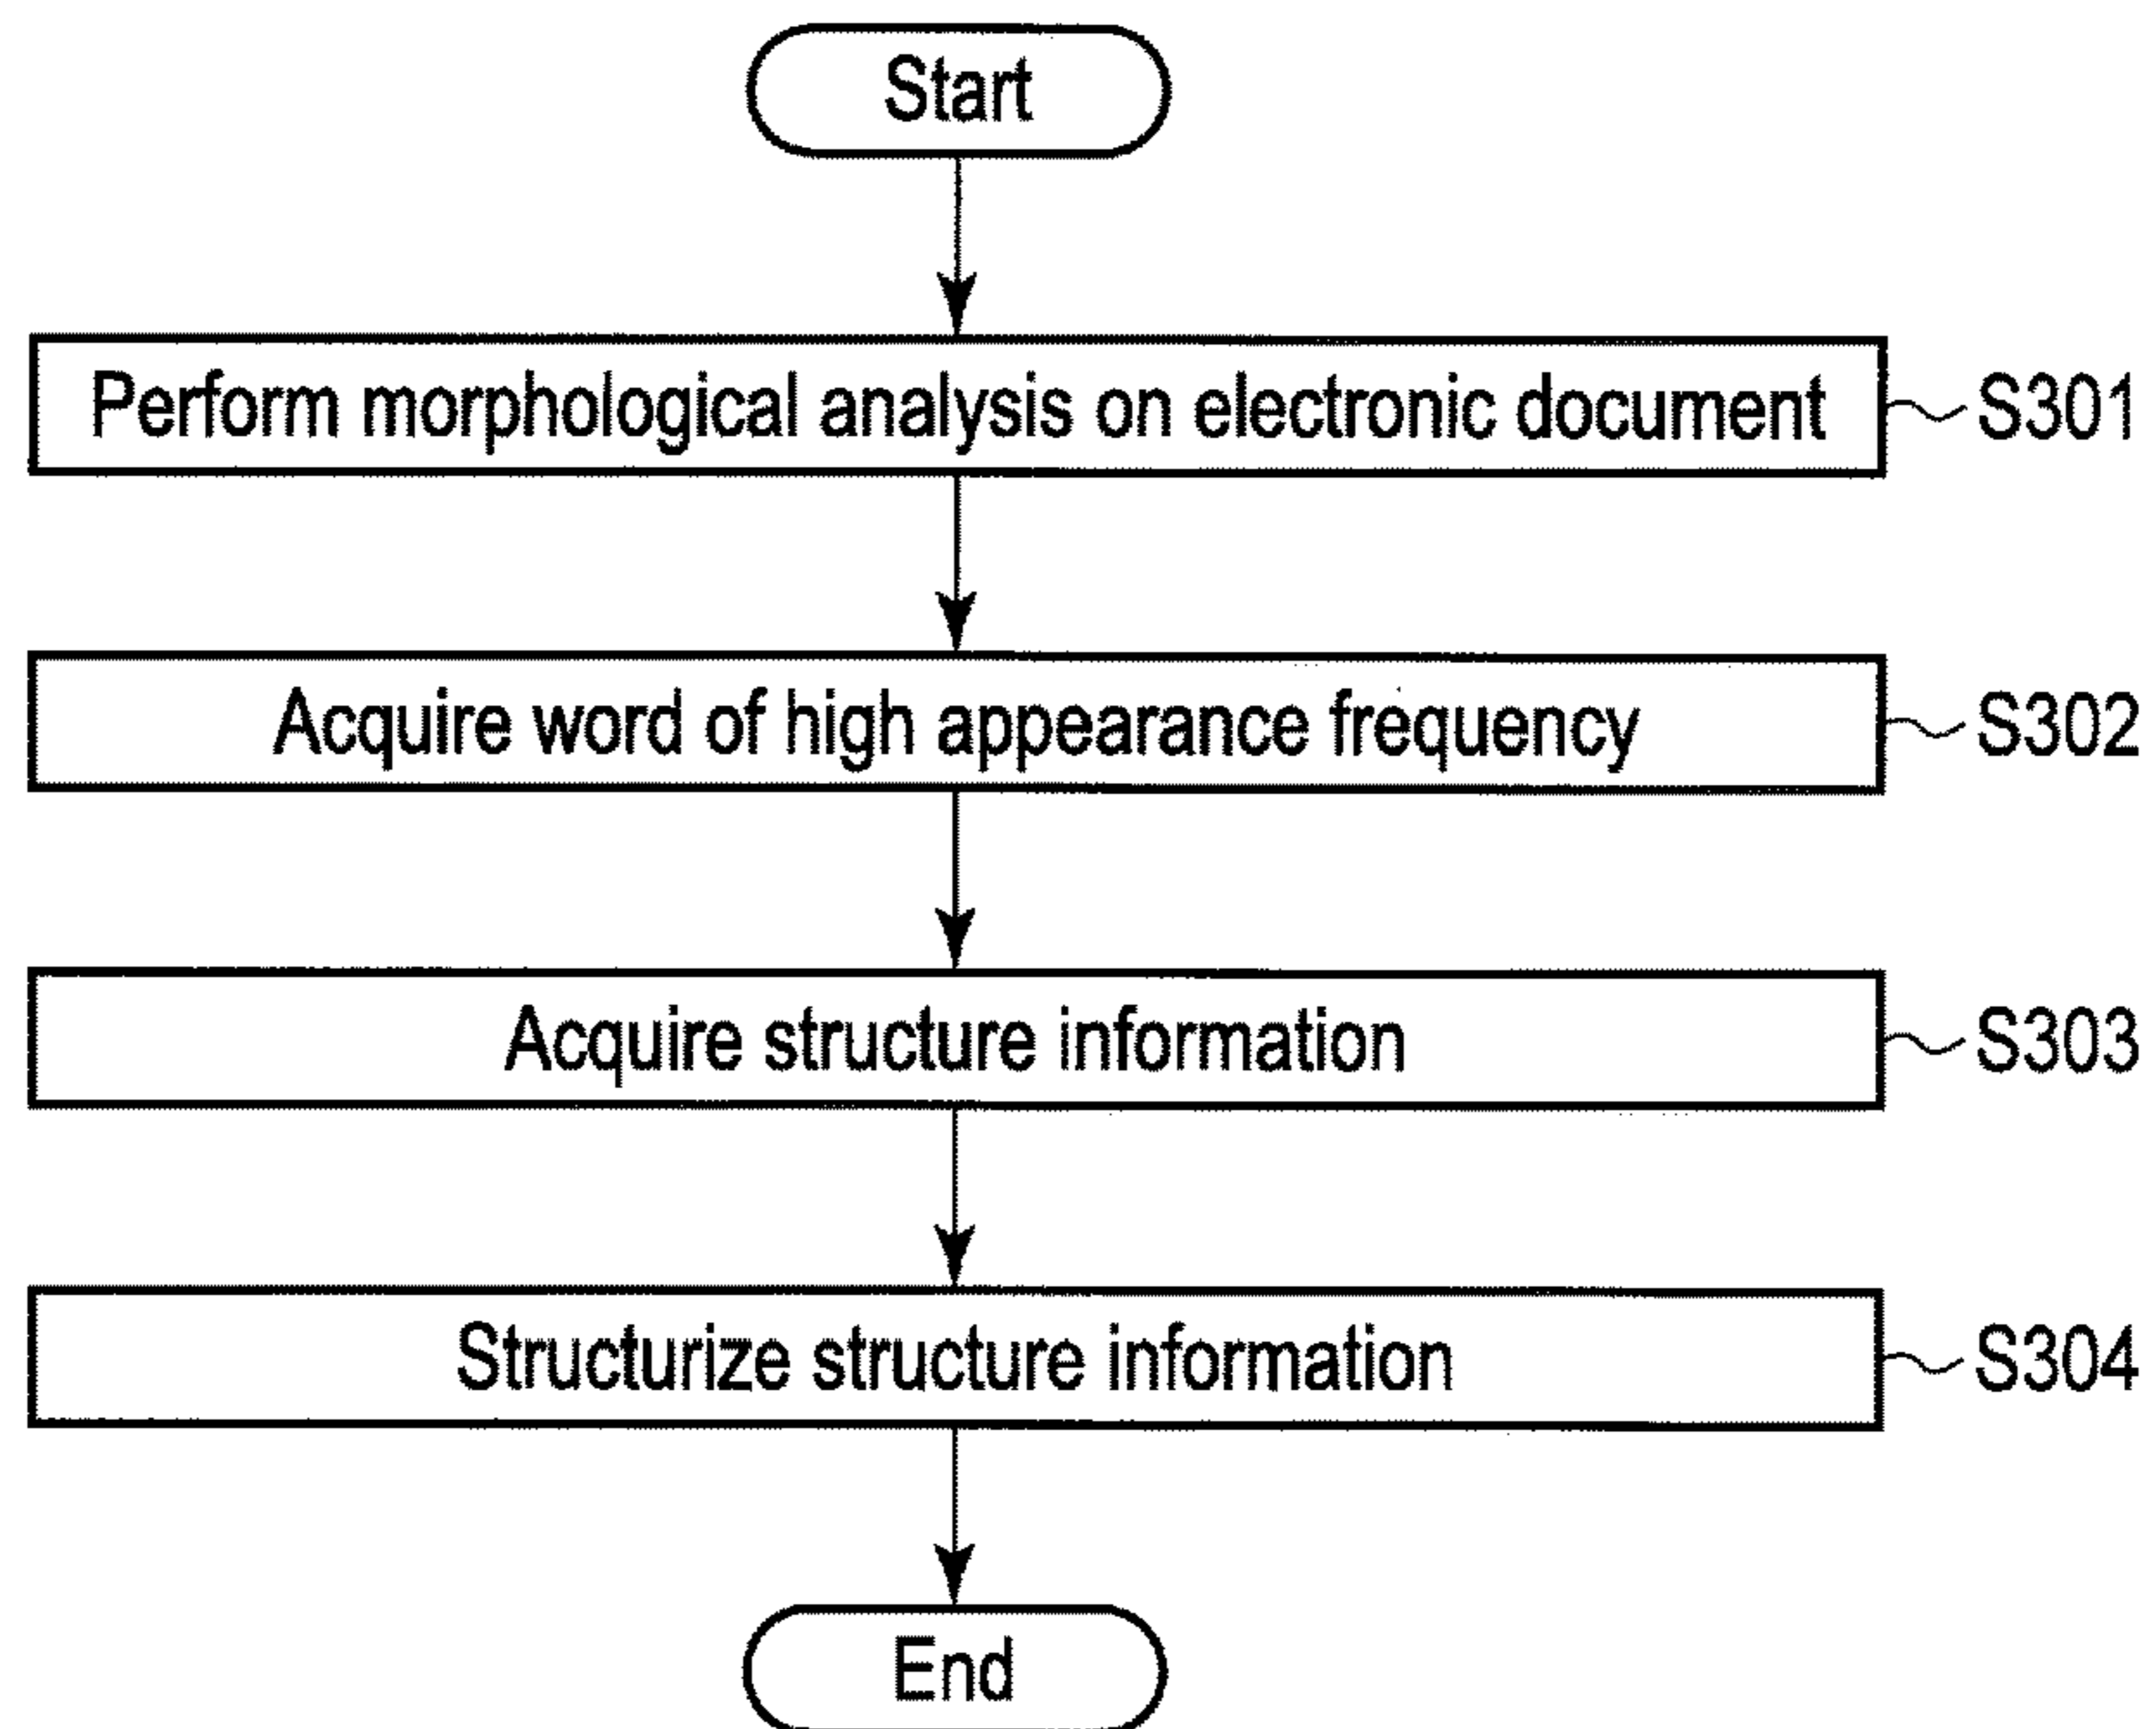 Start
Perform morphological analysis on electronic document S301
Acquire word of high appearance frequency S302
Acquire structure information S303
Structurize structure information S304
End